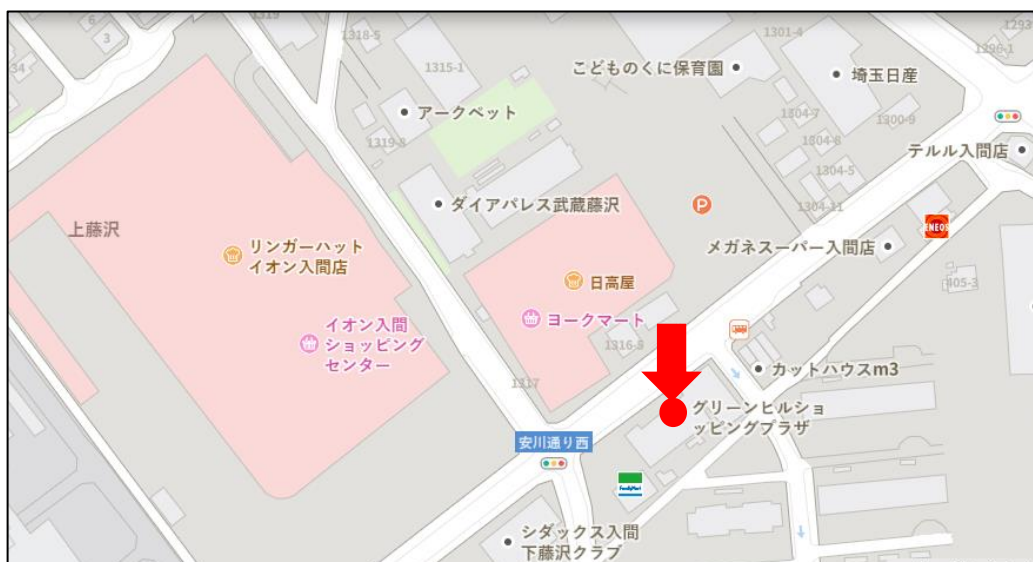 1319
1318-5
6
3
34
1315-1
こどものくに保育園
1301-4
1293
1296-1
埼玉日産
アークペット
1319-8
1304-7
1300-9
1304-8
テルル入間店
1304-5
ダイアパレス武蔵藤沢
P
1304-11
ENEOS
上藤沢
リンガーハット
イオン入間店
メガネスーパー入間店
日高屋
405-3
イオン入間
ショッピング
センター
ヨークマート
1316-3
カットハウスm3
1317
グリーンヒルショ
ッピングプラザ
安川通り西
FamilyMart
シダックス入間
下藤沢クラブ